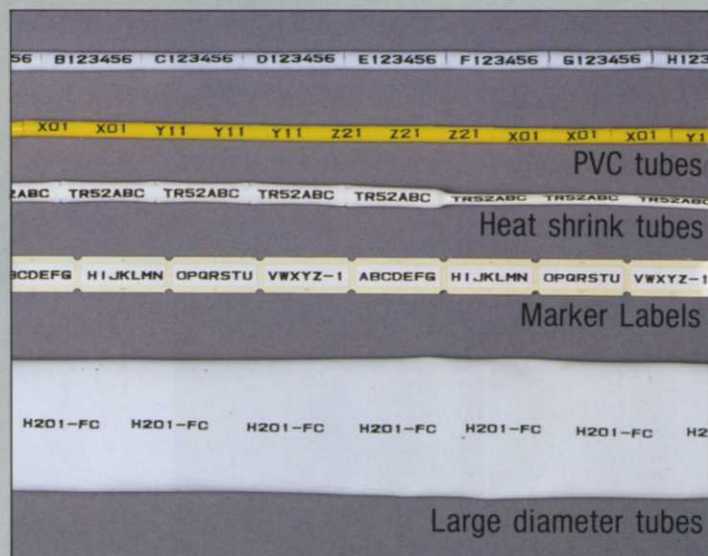 56 B123456 C123456 D123456 E123456 F123456 G123456 H123
X01 X01 Y11 Y11 Y11 Z21 Z21 Z21 X01 X01 X01 Y1
PVC tubes
2ABC TR52ABC TR52ABC TR52ABC TR52ABC TR52ABC TR52ABC TR52ABC
Heat shrink tubes
BCDEFG HIJKLMN OPQRSTU VWXYZ-1 ABCDEFG HIJKLMN OPQRSTU VWXYZ-1
Marker Labels
H201-FC H201-FC H201-FC H201-FC H201-FC H201-FC H2
Large diameter tubes